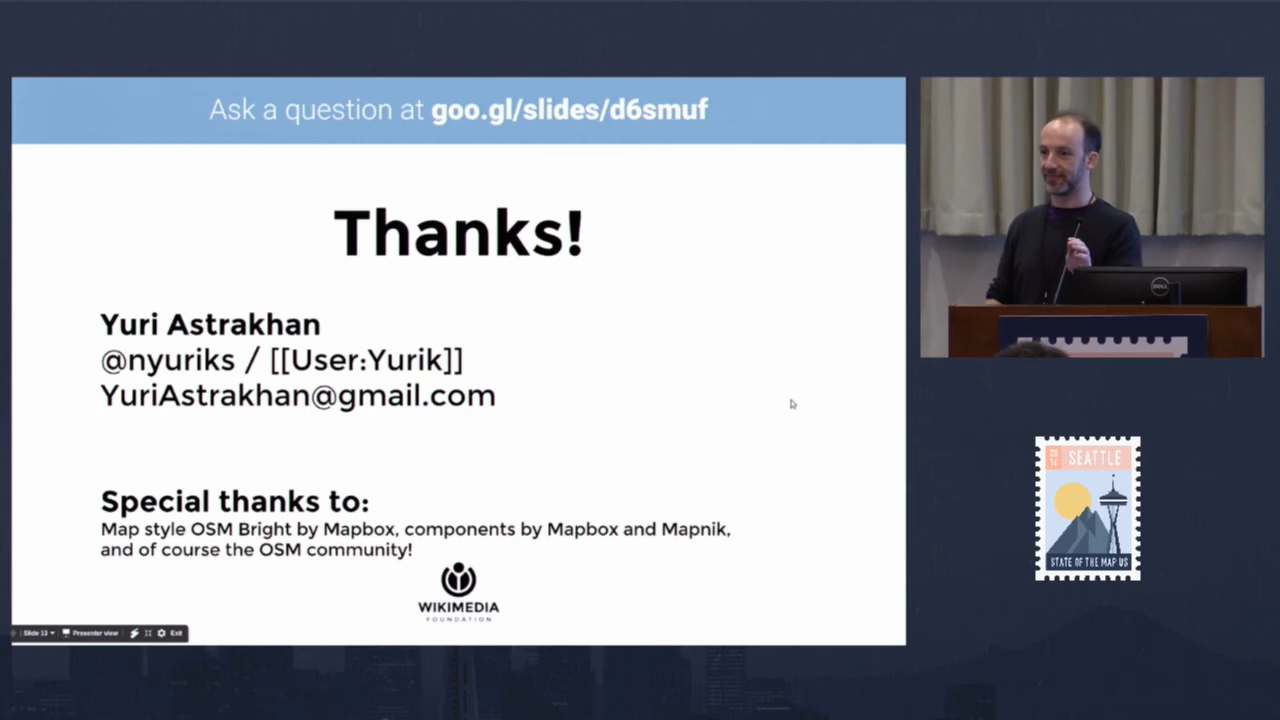 Ask a question at goo.gl/slides/d6smuf
Thanks!
Yuri Astrakhan
@nyuriks / [[User:Yurik]]
YuriAstrakhan@gmail.com
Special thanks to:
Map style OSM Bright by Mapbox, components by Mapbox and Mapnik,
and of course the OSM community!
WIKIMEDIA
FOUNDATION
Slide 13 Presenter view Exit
DELL
2016 SEATTLE
STATE OF THE MAP US